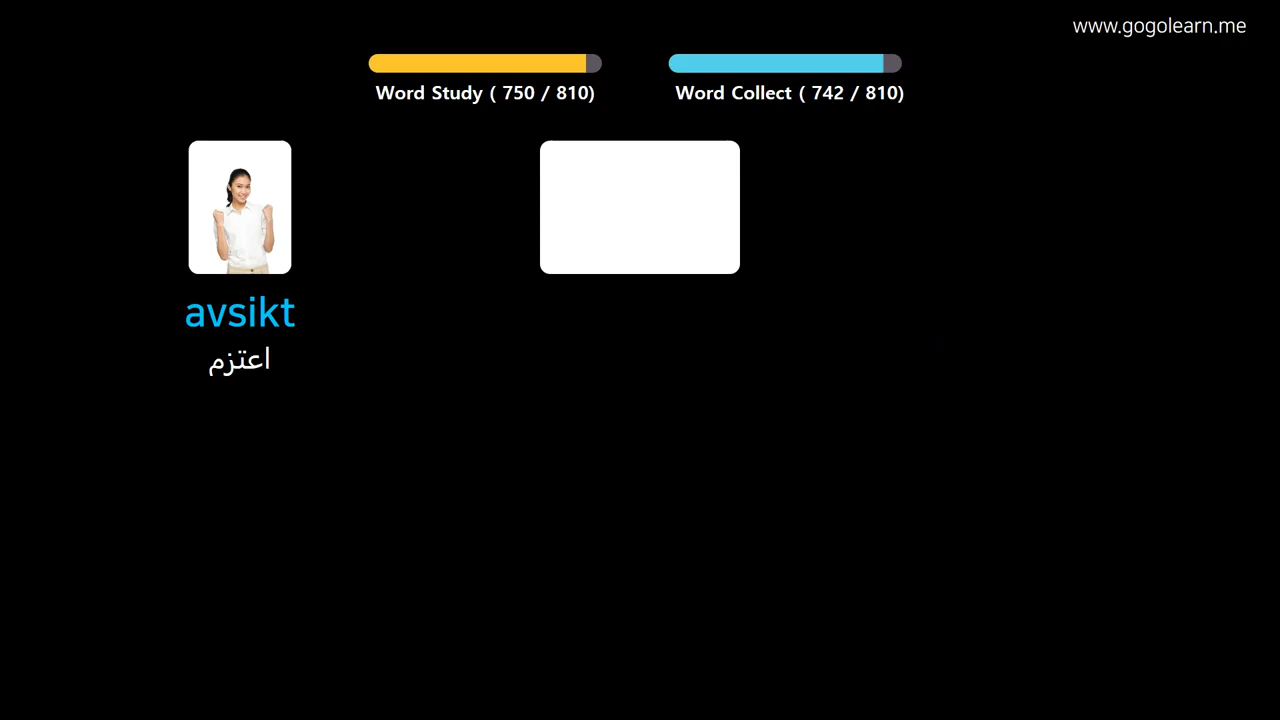 www.gogolearn.me
Word Study ( 750 / 810)
Word Collect ( 742 / 810)
avsikt
اعتزم